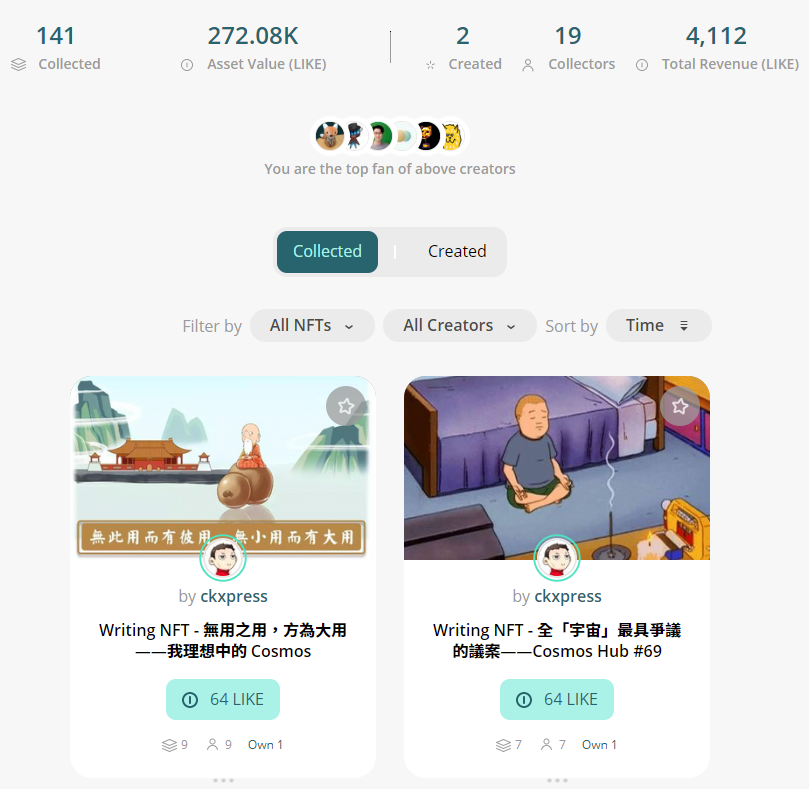 141
272.08K
2
19
4,112
Collected
Asset Value (LIKE)
Created
Collectors
Total Revenue (LIKE)
You are the top fan of above creators
Collected
Created
Filter by
All NFTs
All Creators
Sort by
Time
無此用而有彼用 無小用而有大用
by ckxpress
Writing NFT - 無用之用，方為大用
——我理想中的 Cosmos
64 LIKE
9 9 Own 1
by ckxpress
Writing NFT - 全「宇宙」最具爭議
的議案——Cosmos Hub #69
64 LIKE
7 7 Own 1